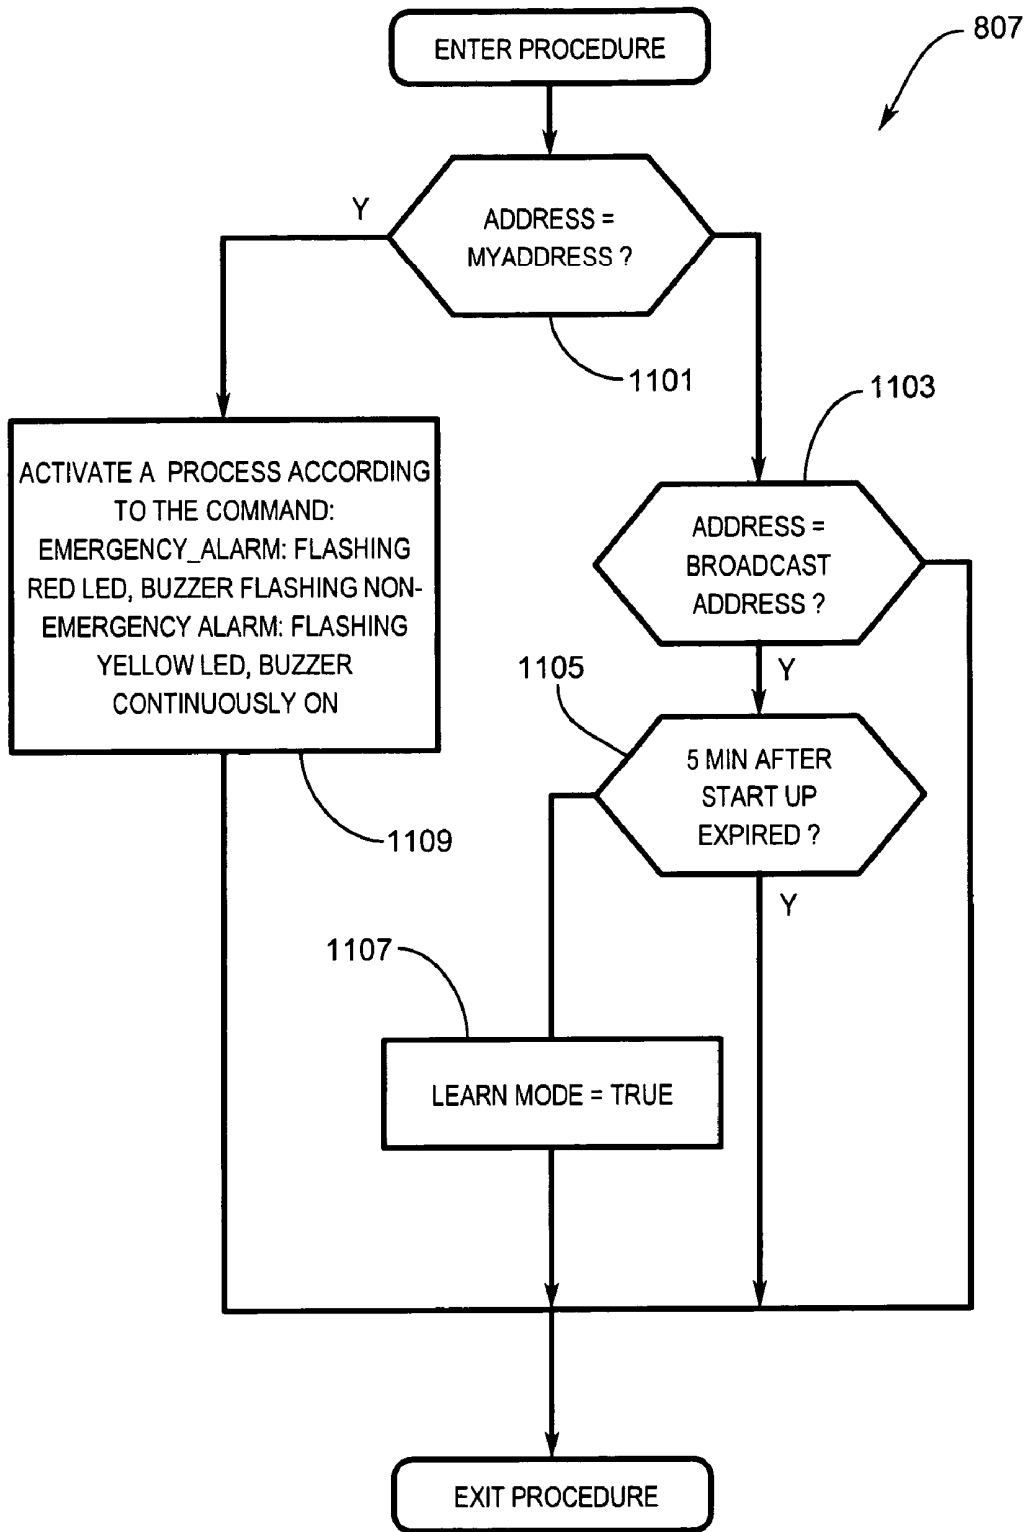 ENTER PROCEDURE
807
Y
ADDRESS =
MYADDRESS ?
1101
1103
ACTIVATE A PROCESS ACCORDING
TO THE COMMAND:
EMERGENCY_ALARM: FLASHING
RED LED, BUZZER FLASHING NON-
EMERGENCY ALARM: FLASHING
YELLOW LED, BUZZER
CONTINUOUSLY ON
ADDRESS =
BROADCAST
ADDRESS ?
Y
1105
5 MIN AFTER
START UP
EXPIRED ?
1109
Y
1107
LEARN MODE = TRUE
EXIT PROCEDURE